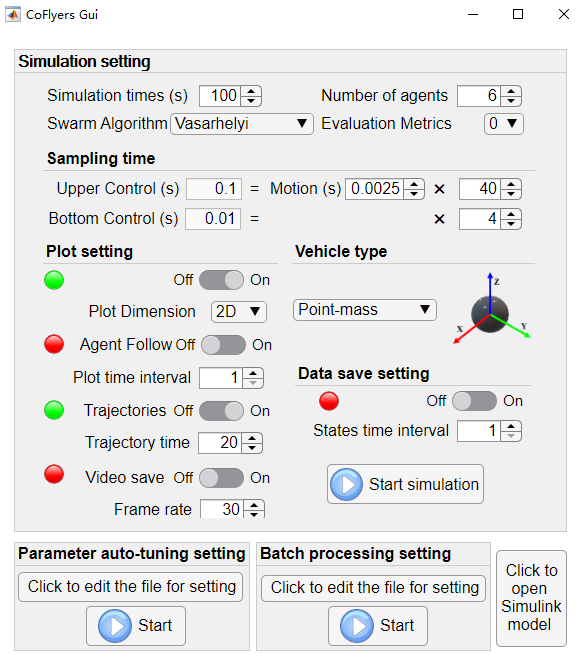 CoFlyers Gui
Simulation setting
Simulation times (s) 100 Number of agents 6
Swarm Algorithm Vasarhelyi Evaluation Metrics 0
Sampling time
Upper Control (s) 0.1 = Motion (s) 0.0025 × 40
Bottom Control (s) 0.01 = × 4
Plot setting
Off On
Plot Dimension 2D
Agent Follow Off On
Plot time interval 1
Trajectories Off On
Trajectory time 20
Video save Off On
Frame rate 30
Vehicle type
Point-mass
z
x
y
Data save setting
Off On
States time interval 1
Start simulation
Parameter auto-tuning setting
Click to edit the file for setting
Start
Batch processing setting
Click to edit the file for setting
Start
Click to
open
Simulink
model